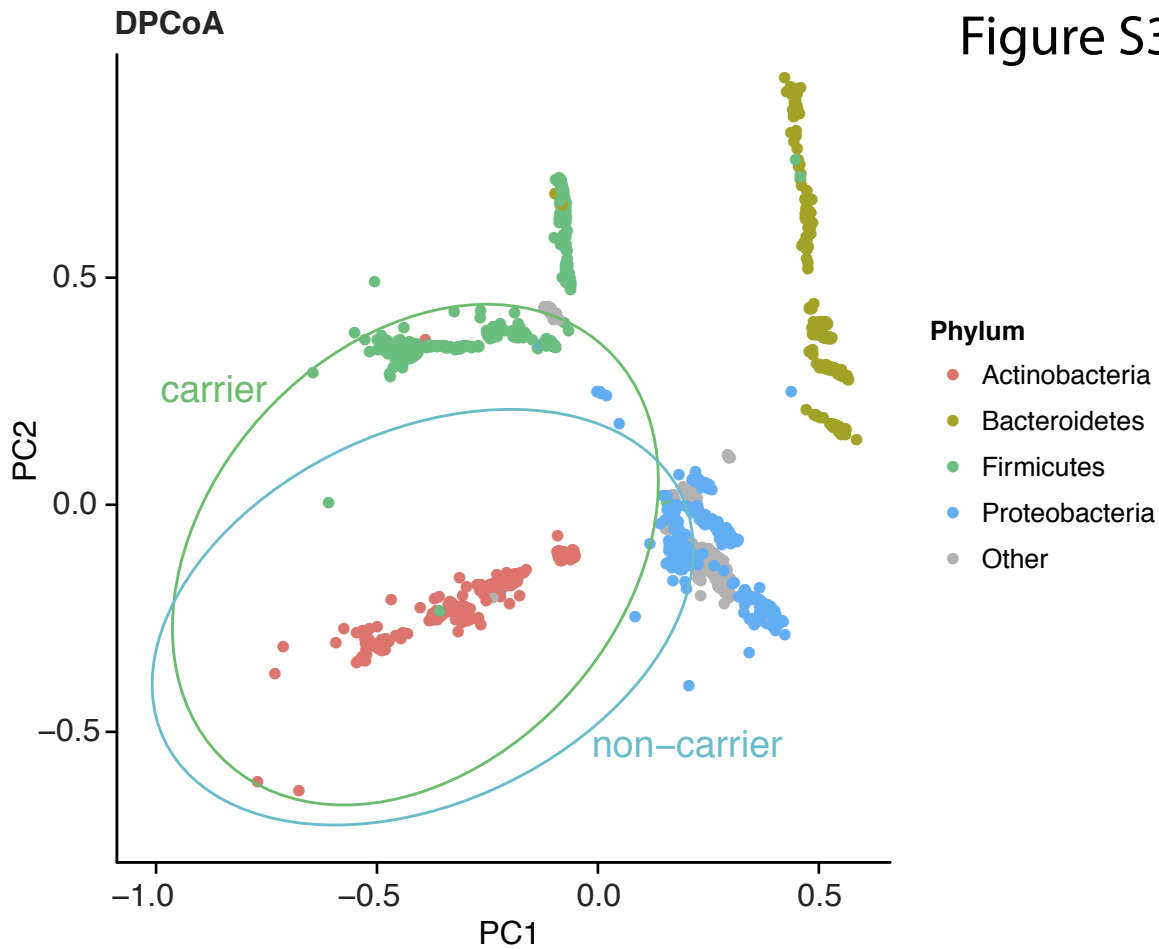 DPCoA
Figure S3
0.5
0.0
−0.5
PC2
carrier
non−carrier
−1.0
−0.5
0.0
0.5
PC1
Phylum
Actinobacteria
Bacteroidetes
Firmicutes
Proteobacteria
Other